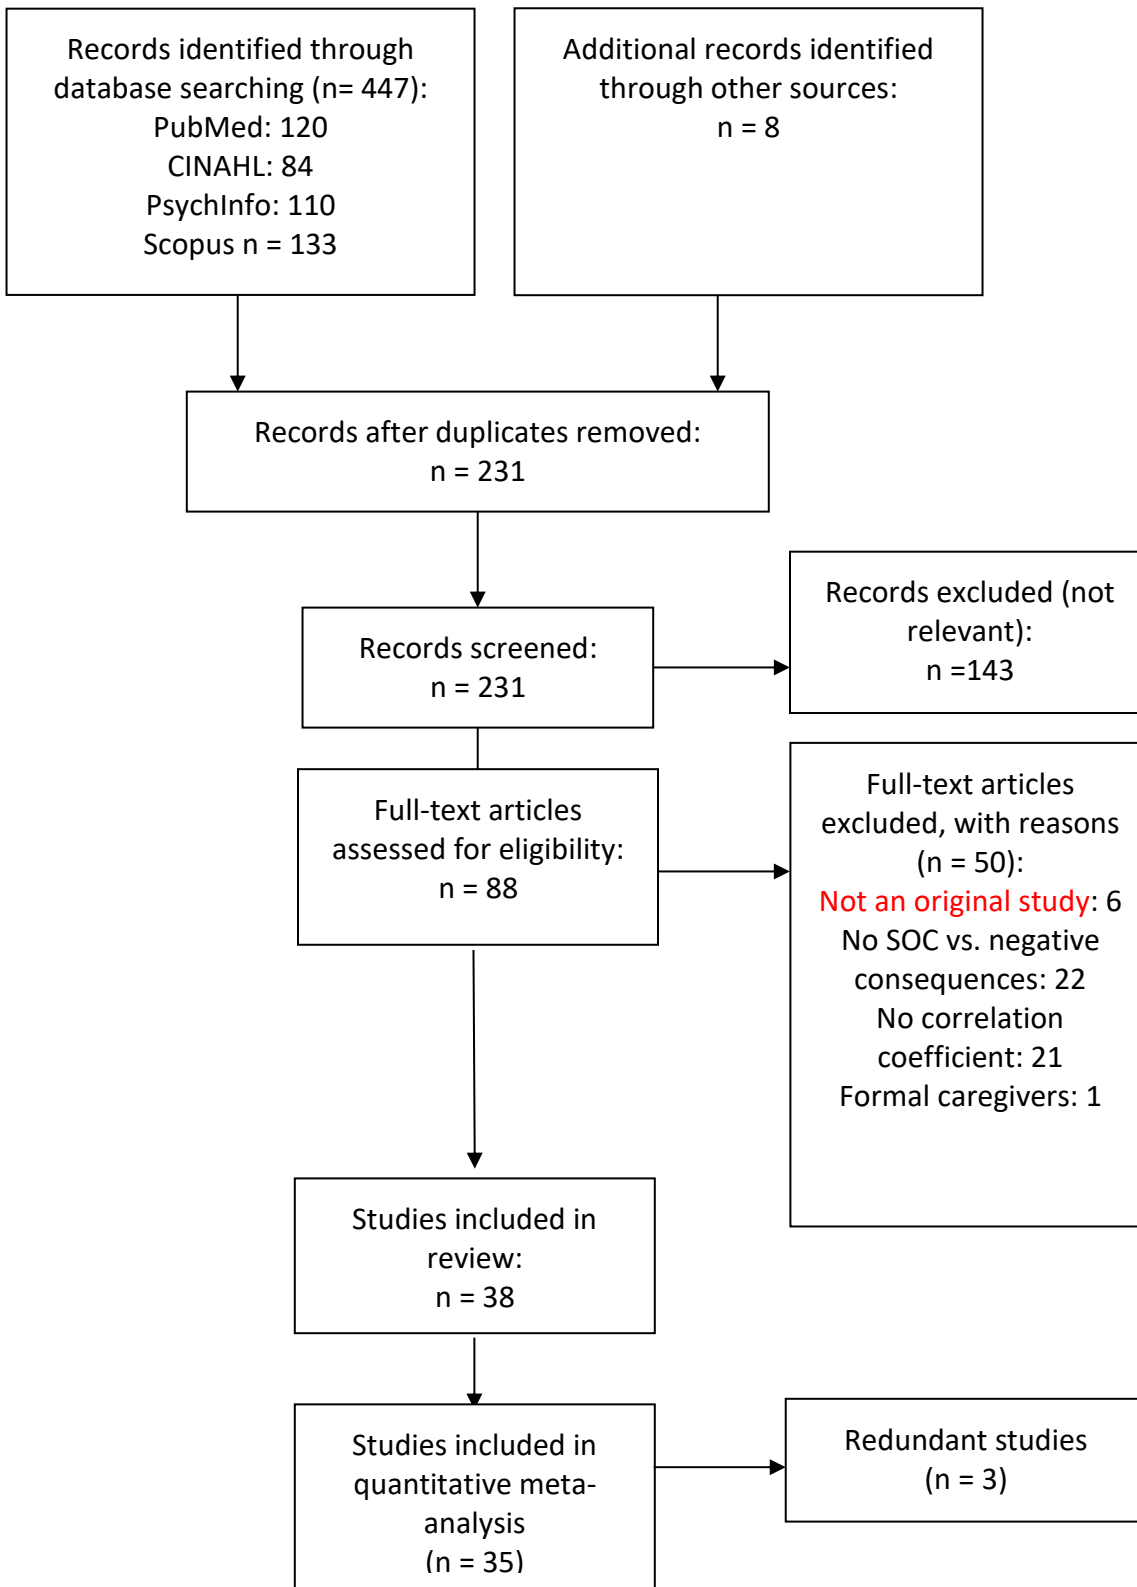 Records identified through
database searching (n= 447):
PubMed: 120
CINAHL: 84
PsychInfo: 110
Scopus n = 133
Additional records identified
through other sources:
n = 8
Records after duplicates removed:
n = 231
Records screened:
n = 231
Records excluded (not
relevant):
n =143
Full-text articles
assessed for eligibility:
n = 88
Full-text articles
excluded, with reasons
(n = 50):
Not an original study: 6
No SOC vs. negative
consequences: 22
No correlation
coefficient: 21
Formal caregivers: 1
Studies included in
review:
n = 38
Studies included in
quantitative meta-
analysis
(n = 35)
Redundant studies
(n = 3)